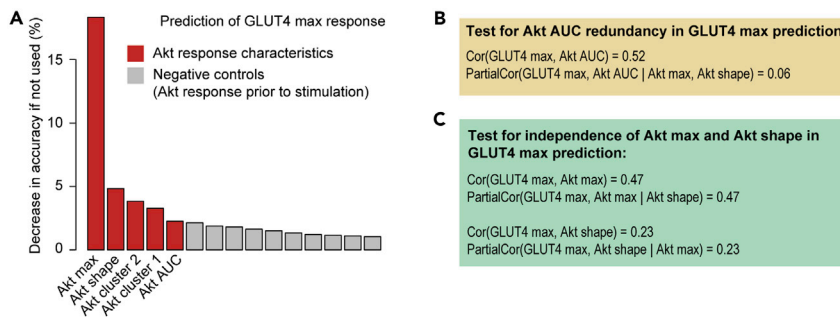 A
Prediction of GLUT4 max response
Decrease in accuracy if not used (%)
15
10
5
0
Akt response characteristics
Negative controls
(Akt response prior to stimulation)
Akt max
Akt shape
Akt cluster 2
Akt cluster 1
Akt AUC
B
Test for Akt AUC redundancy in GLUT4 max prediction
Cor(GLUT4 max, Akt AUC) = 0.52
PartialCor(GLUT4 max, Akt AUC | Akt max, Akt shape) = 0.06
C
Test for independence of Akt max and Akt shape in
GLUT4 max prediction:
Cor(GLUT4 max, Akt max) = 0.47
PartialCor(GLUT4 max, Akt max | Akt shape) = 0.47
Cor(GLUT4 max, Akt shape) = 0.23
PartialCor(GLUT4 max, Akt shape | Akt max) = 0.23